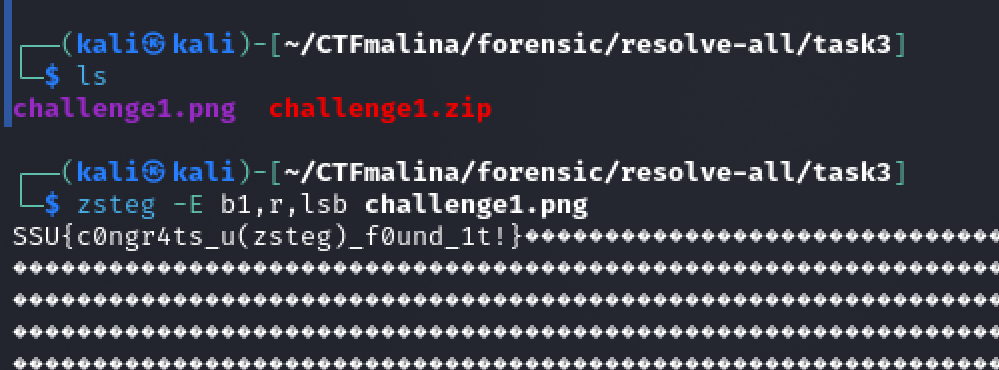 ┌──(kali㉿kali)-[~/CTFmalina/forensic/resolve-all/task3]
└─$ ls
challenge1.png  challenge1.zip
┌──(kali㉿kali)-[~/CTFmalina/forensic/resolve-all/task3]
└─$ zsteg -E b1,r,lsb challenge1.png
SSU{c0ngr4ts_u(zsteg)_f0und_1t!}������������������������������
��������������������������������������������������������������
��������������������������������������������������������������
��������������������������������������������������������������
��������������������������������������������������������������